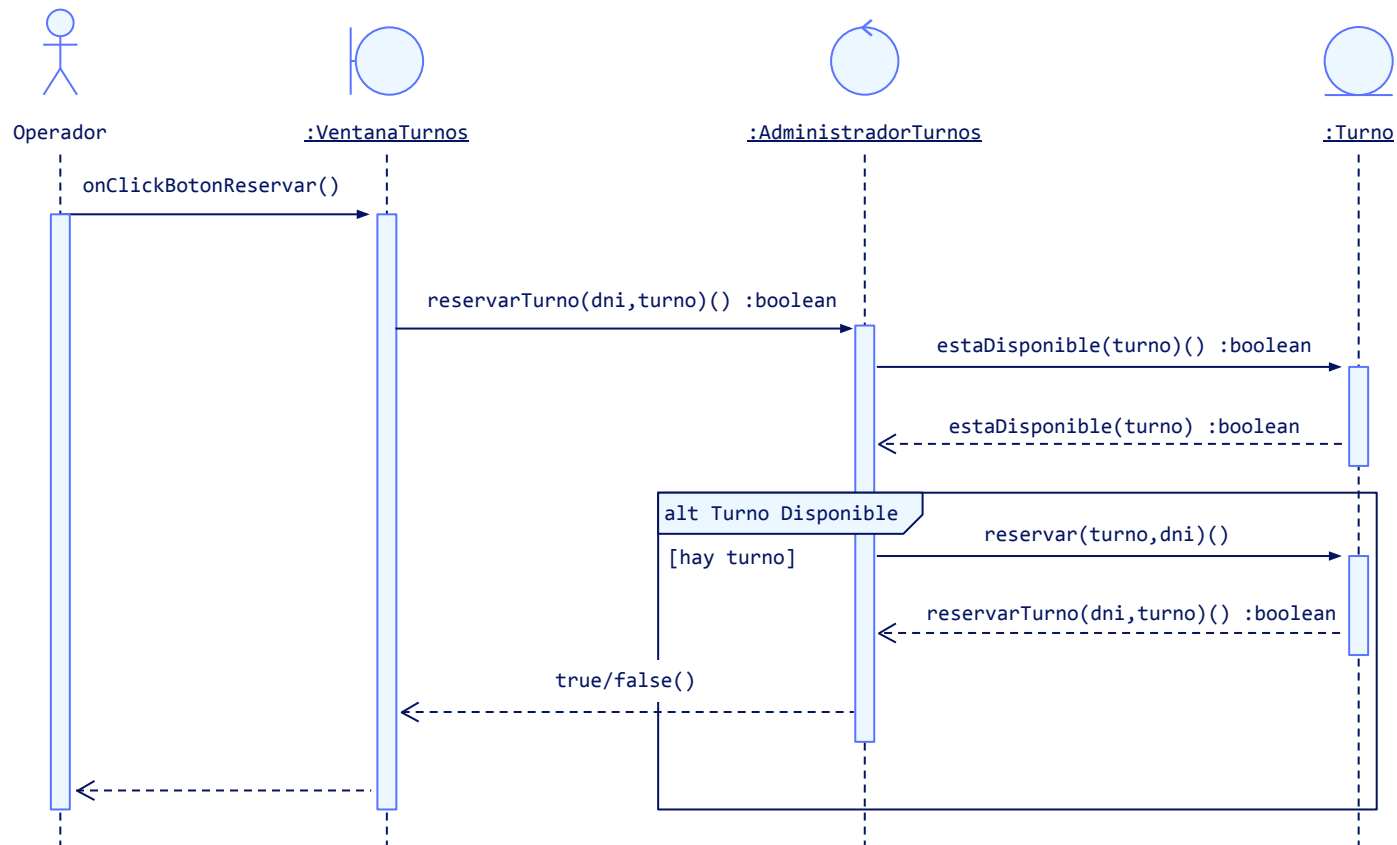 Operador
:VentanaTurnos
:AdministradorTurnos
:Turno
onClickBotonReservar()
reservarTurno(dni,turno)() :boolean
estaDisponible(turno)() :boolean
estaDisponible(turno) :boolean
alt Turno Disponible
reservar(turno,dni)()
[hay turno]
reservarTurno(dni,turno)() :boolean
true/false()